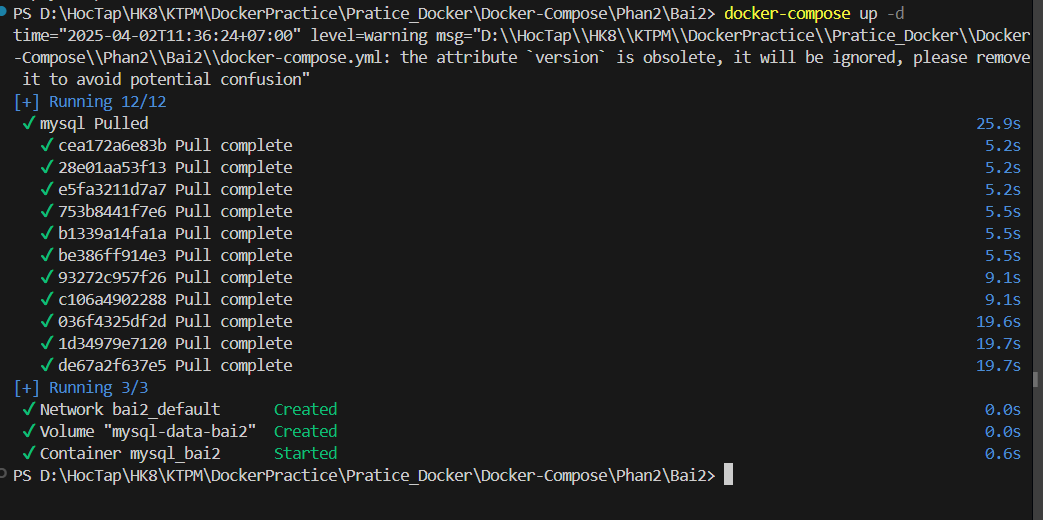 PS D:\HocTap\HK8\KTPM\DockerPractice\Pratice_Docker\Docker-Compose\Phan2\Bai2> docker-compose up -d
time="2025-04-02T11:36:24+07:00" level=warning msg="D:\\HocTap\\HK8\\KTPM\\DockerPractice\\Pratice_Docker\\Docker
-Compose\\Phan2\\Bai2\\docker-compose.yml: the attribute `version` is obsolete, it will be ignored, please remove
 it to avoid potential confusion"
[+] Running 12/12
 ✔ mysql Pulled 25.9s
   ✔ cea172a6e83b Pull complete 5.2s
   ✔ 28e01aa53f13 Pull complete 5.2s
   ✔ e5fa3211d7a7 Pull complete 5.2s
   ✔ 753b8441f7e6 Pull complete 5.5s
   ✔ b1339a14fa1a Pull complete 5.5s
   ✔ be386ff914e3 Pull complete 5.5s
   ✔ 93272c957f26 Pull complete 9.1s
   ✔ c106a4902288 Pull complete 9.1s
   ✔ 036f4325df2d Pull complete 19.6s
   ✔ 1d34979e7120 Pull complete 19.7s
   ✔ de67a2f637e5 Pull complete 19.7s
[+] Running 3/3
 ✔ Network bai2_default Created 0.0s
 ✔ Volume "mysql-data-bai2" Created 0.0s
 ✔ Container mysql_bai2 Started 0.6s
PS D:\HocTap\HK8\KTPM\DockerPractice\Pratice_Docker\Docker-Compose\Phan2\Bai2>